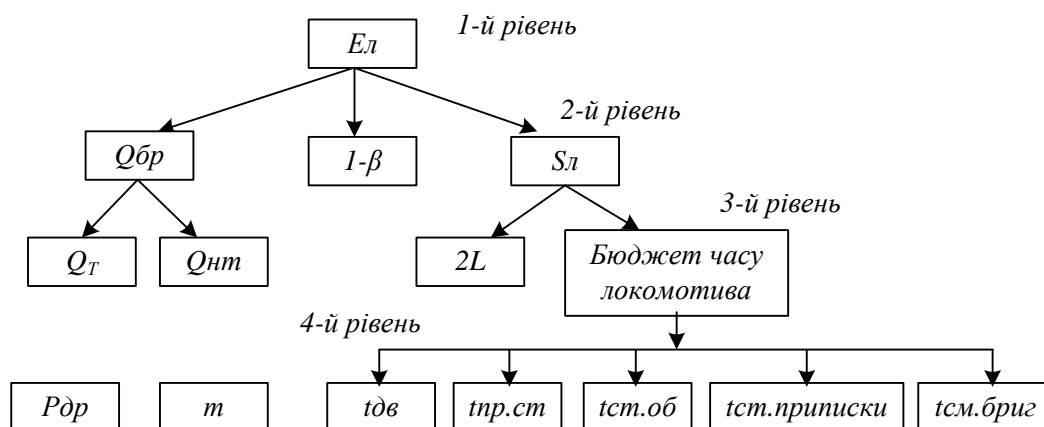 1-й рівень
Ел
2-й рівень
Qбр
1-β
Sл
3-й рівень
QТ
Qнт
2L
Бюджет часу
локомотива
4-й рівень
Рдр
т
tдв
tпр.ст
tст.об
tст.приписки
tсм.бриг